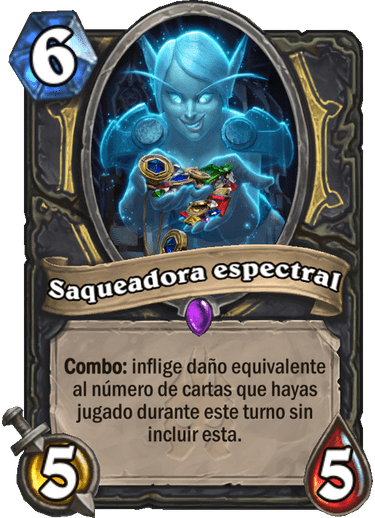 6
Saqueadora espectral
Combo: inflige daño equivalente
al número de cartas que hayas
jugado durante este turno sin
incluir esta.
5
5